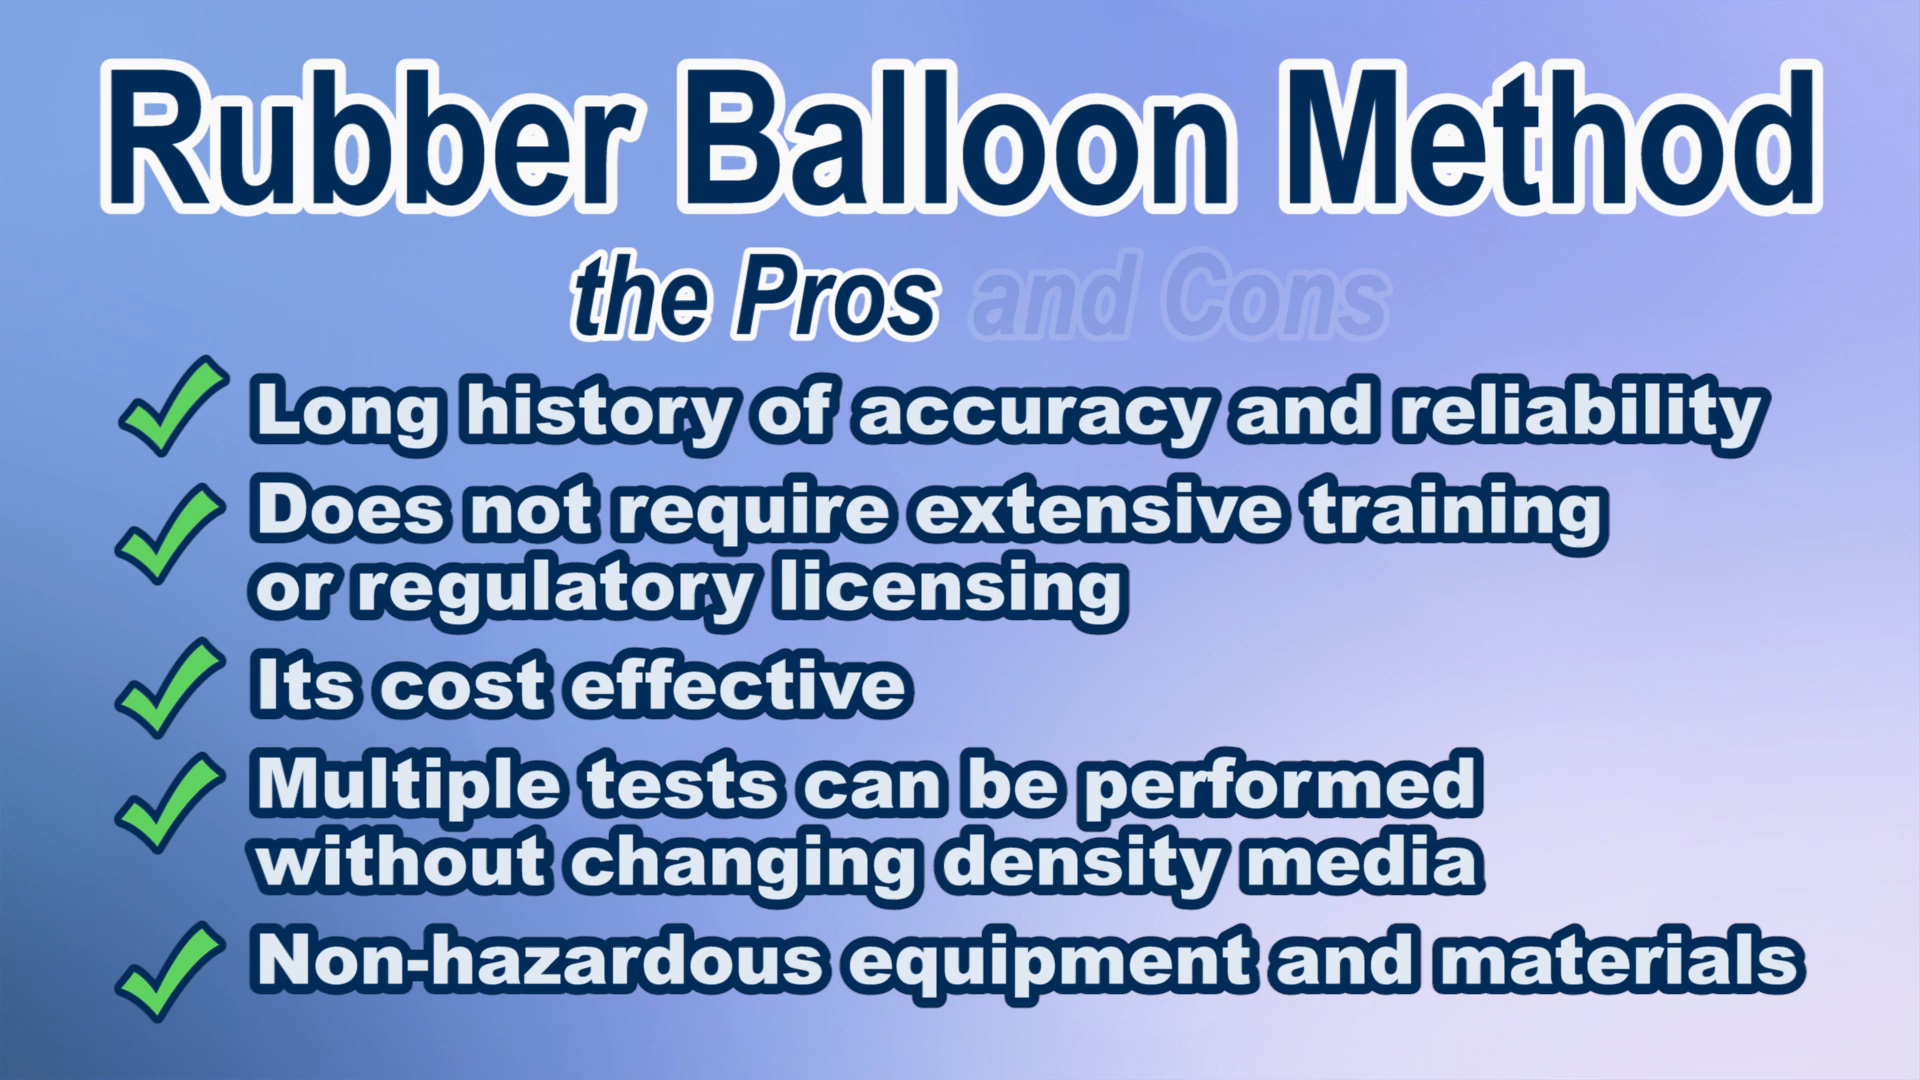 Rubber Balloon Method
the Pros and Cons
Long history of accuracy and reliability
Does not require extensive training
or regulatory licensing
Its cost effective
Multiple tests can be performed
without changing density media
Non-hazardous equipment and materials